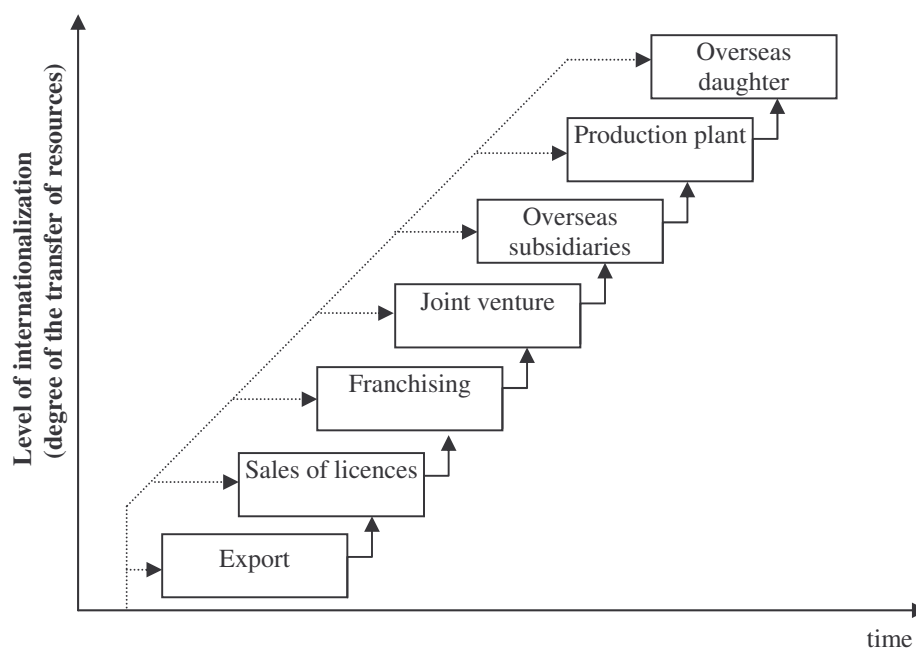 Overseas
daughter
Production plant
Overseas
subsidiaries
Joint venture
Franchising
Sales of licences
Export
Level of internationalization
(degree of the transfer of resources)
time